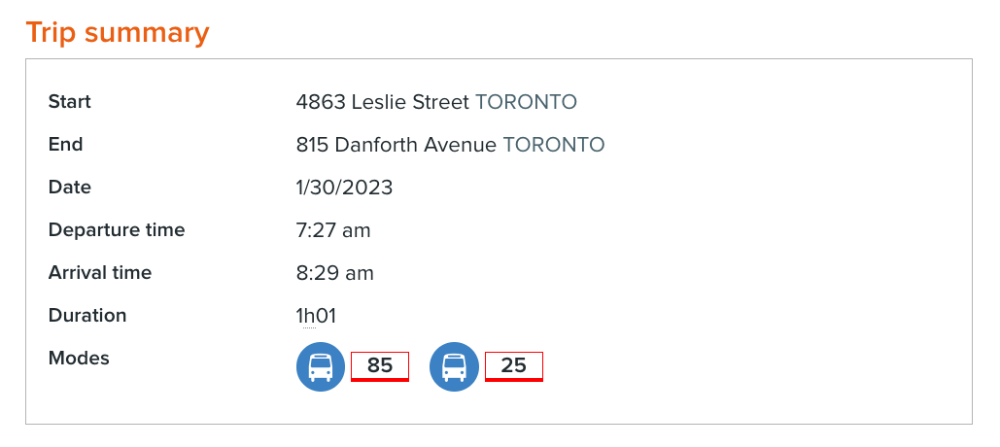 Trip summary
Start 4863 Leslie Street TORONTO
End 815 Danforth Avenue TORONTO
Date 1/30/2023
Departure time 7:27 am
Arrival time 8:29 am
Duration 1h01
Modes 85 25